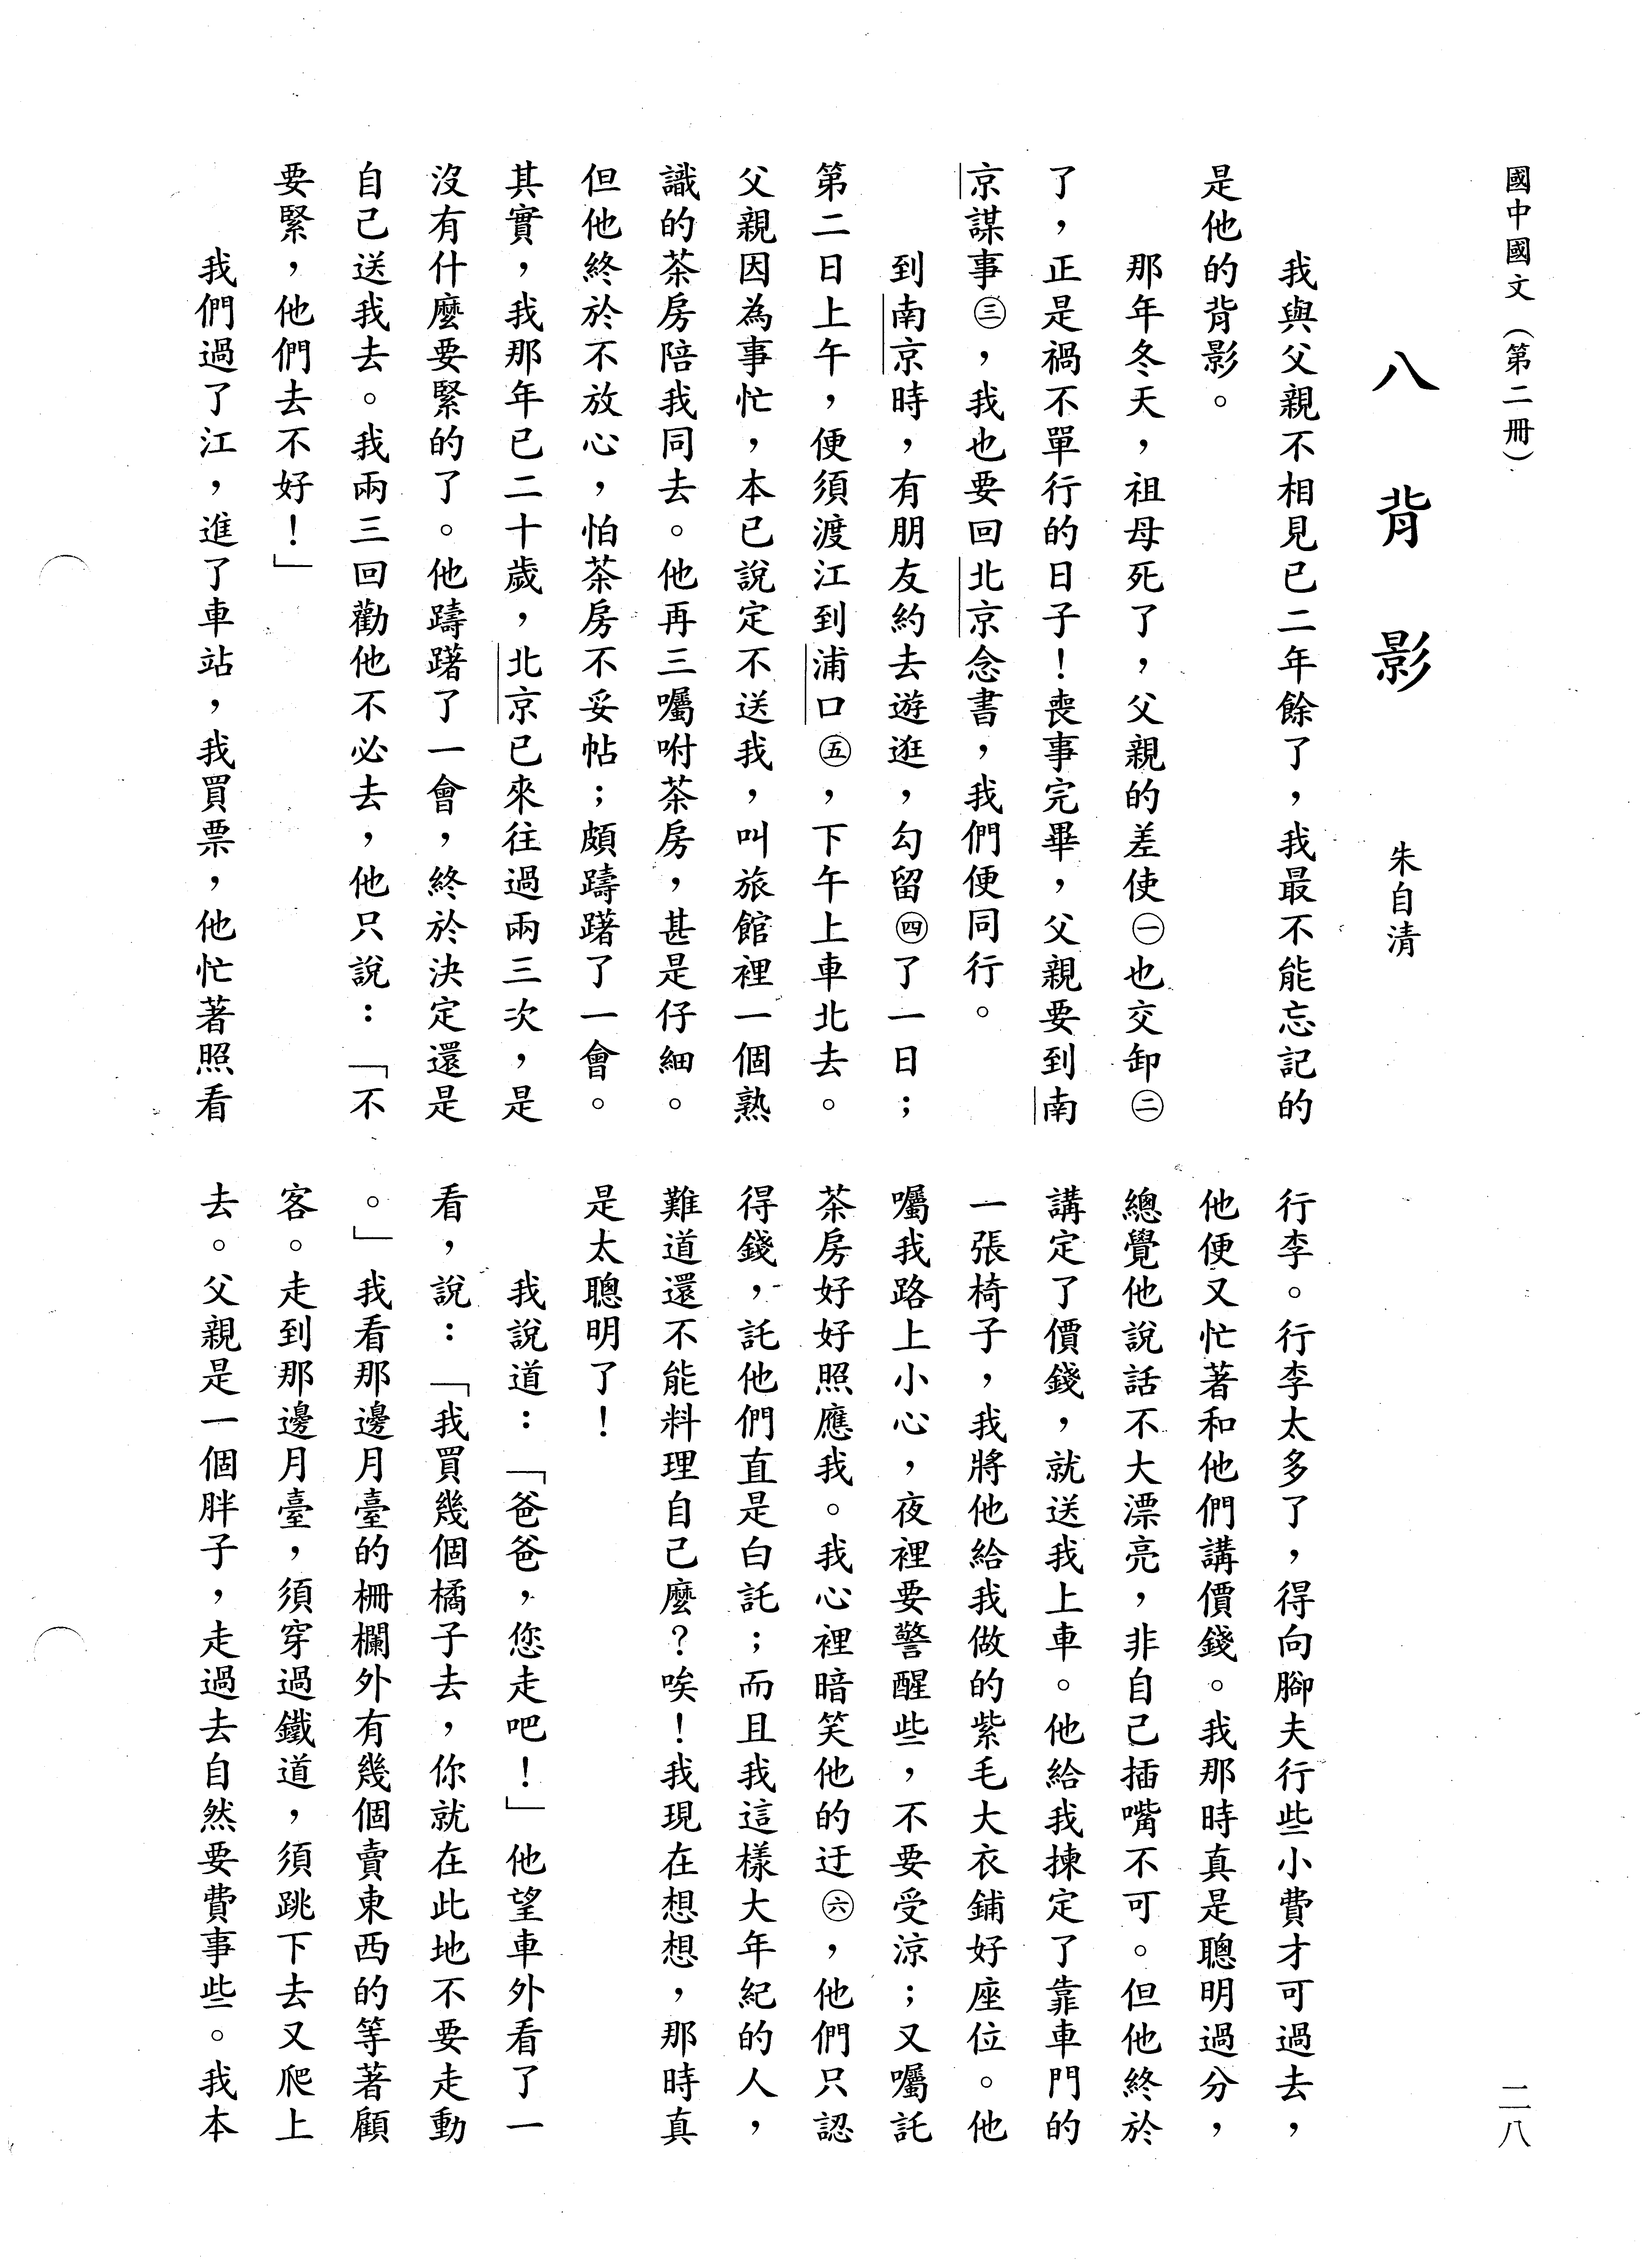 國中國文（第二冊）
二八
八　背　影
朱自清
我與父親不相見已二年餘了，我最不能忘記的
是他的背影。
那年冬天，祖母死了，父親的差使㊀也交卸㊁
了，正是禍不單行的日子！喪事完畢，父親要到南
京謀事㊂，我也要回北京念書，我們便同行。
到南京時，有朋友約去遊逛，勾留㊃了一日；
第二日上午，便須渡江到浦口㊄，下午上車北去。
父親因為事忙，本已說定不送我，叫旅館裡一個熟
識的茶房陪我同去。他再三囑咐茶房，甚是仔細。
但他終於不放心，怕茶房不妥帖；頗躊躇了一會。
其實，我那年已二十歲，北京已來往過兩三次，是
沒有什麼要緊的了。他躊躇了一會，終於決定還是
自己送我去。我兩三回勸他不必去，他只說：「不
要緊，他們去不好！」
我們過了江，進了車站，我買票，他忙著照看
行李。行李太多了，得向腳夫行些小費才可過去，
他便又忙著和他們講價錢。我那時真是聰明過分，
總覺他說話不大漂亮，非自己插嘴不可。但他終於
講定了價錢，就送我上車。他給我揀定了靠車門的
一張椅子，我將他給我做的紫毛大衣鋪好座位。他
囑我路上小心，夜裡要警醒些，不要受涼；又囑託
茶房好好照應我。我心裡暗笑他的迂㊅，他們只認
得錢，託他們直是白託；而且我這樣大年紀的人，
難道還不能料理自己麼？唉！我現在想想，那時真
是太聰明了！
我說道：「爸爸，您走吧！」他望車外看了一
看，說：「我買幾個橘子去，你就在此地不要走動
。」我看那邊月臺的柵欄外有幾個賣東西的等著顧
客。走到那邊月臺，須穿過鐵道，須跳下去又爬上
去。父親是一個胖子，走過去自然要費事些。我本